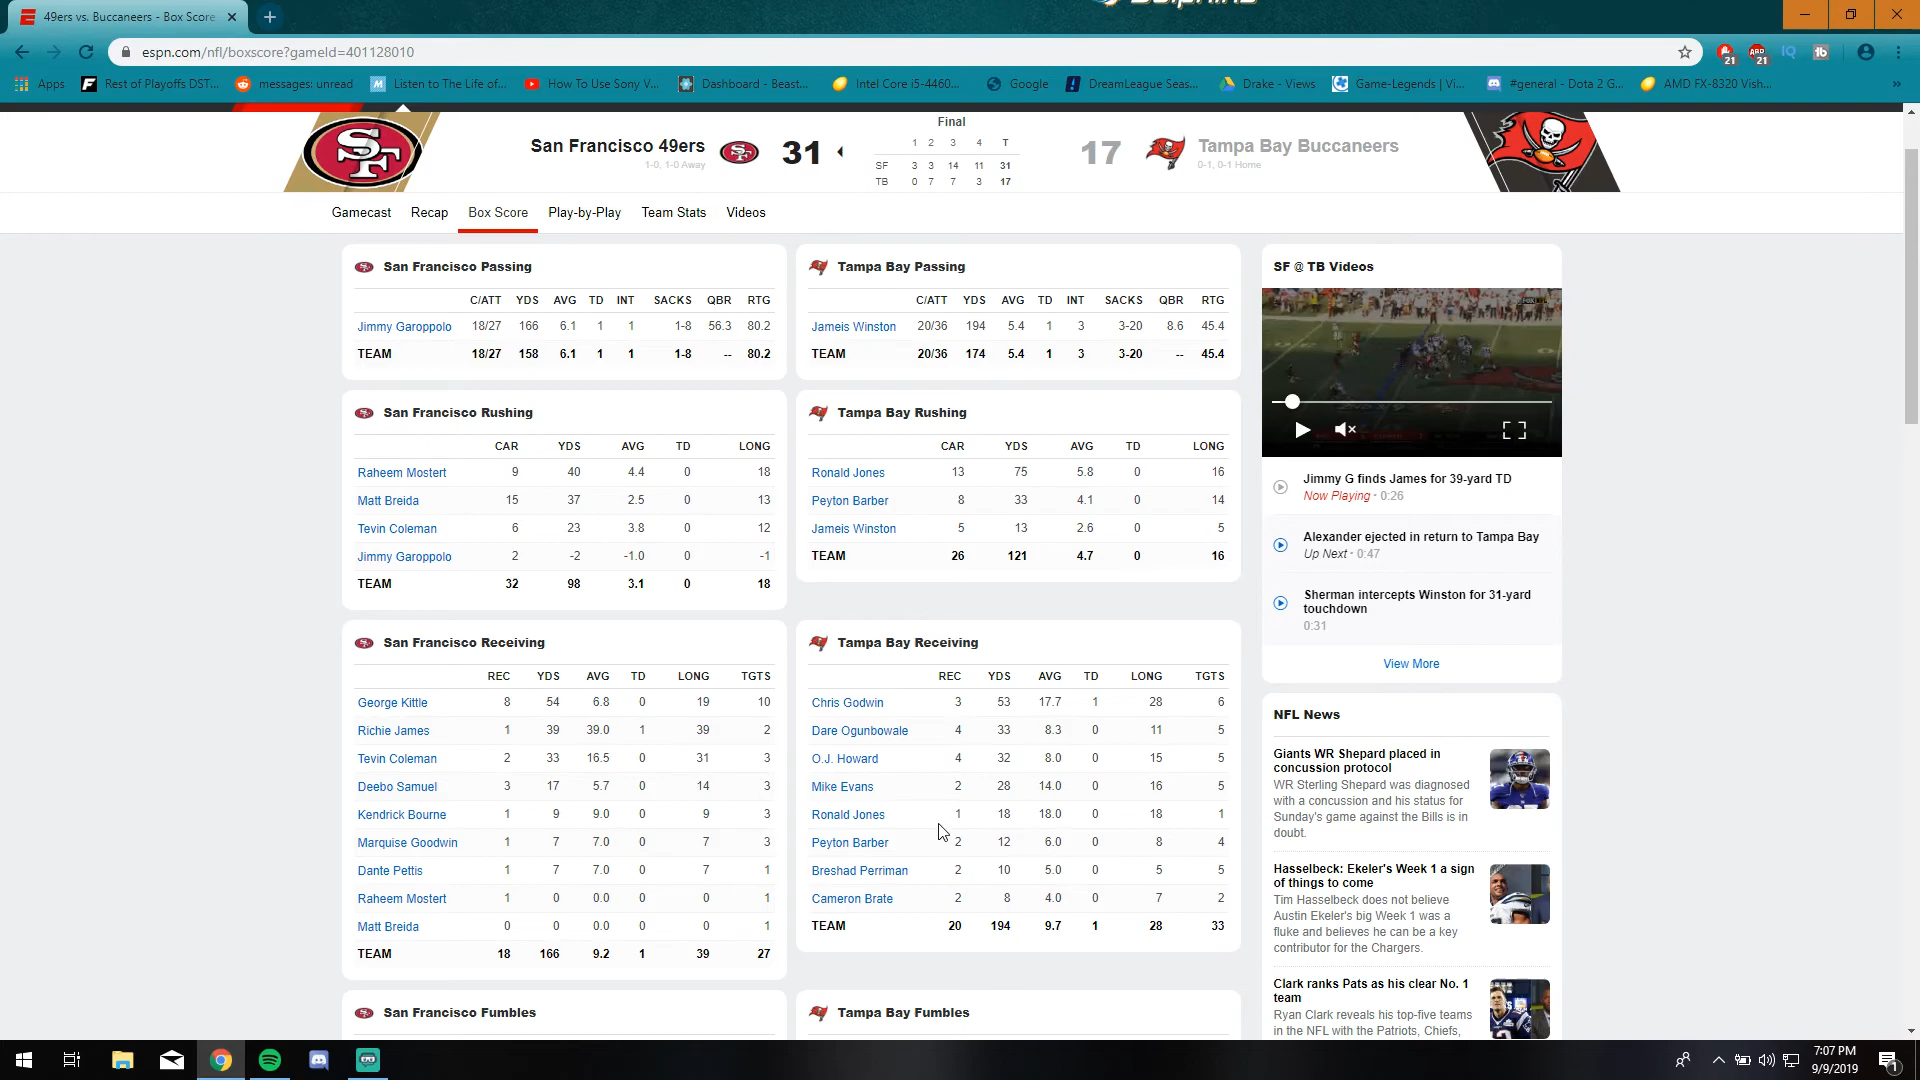 Dolphins
49ers vs. Buccaneers - Box Score
espn.com/nfl/boxscore?gameId=401128010
21 21 IQ tb
Apps Rest of Playoffs DST... messages: unread Listen to The Life of... How To Use Sony V... Dashboard - Beast... Intel Core i5-4460... Google DreamLeague Seas... Drake - Views Game-Legends | Vi... #general - Dota 2 G... AMD FX-8320 Vish... »
Final
San Francisco 49ers 31 17 Tampa Bay Buccaneers
1-0, 1-0 Away 0-1, 0-1 Home
1 2 3 4 T
SF 3 3 14 11 31
TB 0 7 7 3 17
Gamecast Recap Box Score Play-by-Play Team Stats Videos
San Francisco Passing
C/ATT YDS AVG TD INT SACKS QBR RTG
Jimmy Garoppolo 18/27 166 6.1 1 1 1-8 56.3 80.2
TEAM 18/27 158 6.1 1 1 1-8 -- 80.2
Tampa Bay Passing
C/ATT YDS AVG TD INT SACKS QBR RTG
Jameis Winston 20/36 194 5.4 1 3 3-20 8.6 45.4
TEAM 20/36 174 5.4 1 3 3-20 -- 45.4
San Francisco Rushing
CAR YDS AVG TD LONG
Raheem Mostert 9 40 4.4 0 18
Matt Breida 15 37 2.5 0 13
Tevin Coleman 6 23 3.8 0 12
Jimmy Garoppolo 2 -2 -1.0 0 -1
TEAM 32 98 3.1 0 18
Tampa Bay Rushing
CAR YDS AVG TD LONG
Ronald Jones 13 75 5.8 0 16
Peyton Barber 8 33 4.1 0 14
Jameis Winston 5 13 2.6 0 5
TEAM 26 121 4.7 0 16
San Francisco Receiving
REC YDS AVG TD LONG TGTS
George Kittle 8 54 6.8 0 19 10
Richie James 1 39 39.0 1 39 2
Tevin Coleman 2 33 16.5 0 31 3
Deebo Samuel 3 17 5.7 0 14 3
Kendrick Bourne 1 9 9.0 0 9 3
Marquise Goodwin 1 7 7.0 0 7 3
Dante Pettis 1 7 7.0 0 7 1
Raheem Mostert 1 0 0.0 0 0 1
Matt Breida 0 0 0.0 0 0 1
TEAM 18 166 9.2 1 39 27
Tampa Bay Receiving
REC YDS AVG TD LONG TGTS
Chris Godwin 3 53 17.7 1 28 6
Dare Ogunbowale 4 33 8.3 0 11 5
O.J. Howard 4 32 8.0 0 15 5
Mike Evans 2 28 14.0 0 16 5
Ronald Jones 1 18 18.0 0 18 1
Peyton Barber 2 12 6.0 0 8 4
Breshad Perriman 2 10 5.0 0 5 5
Cameron Brate 2 8 4.0 0 7 2
TEAM 20 194 9.7 1 28 33
San Francisco Fumbles
Tampa Bay Fumbles
SF @ TB Videos
Jimmy G finds James for 39-yard TD
Now Playing · 0:26
Alexander ejected in return to Tampa Bay
Up Next · 0:47
Sherman intercepts Winston for 31-yard
touchdown
0:31
View More
NFL News
Giants WR Shepard placed in
concussion protocol
WR Sterling Shepard was diagnosed
with a concussion and his status for
Sunday's game against the Bills is in
doubt.
Hasselbeck: Ekeler's Week 1 a sign
of things to come
Tim Hasselbeck does not believe
Austin Ekeler's big Week 1 was a
fluke and believes he can be a key
contributor for the Chargers.
Clark ranks Pats as his clear No. 1
team
Ryan Clark reveals his top-five teams
in the NFL with the Patriots, Chiefs,
7:07 PM
9/9/2019
1